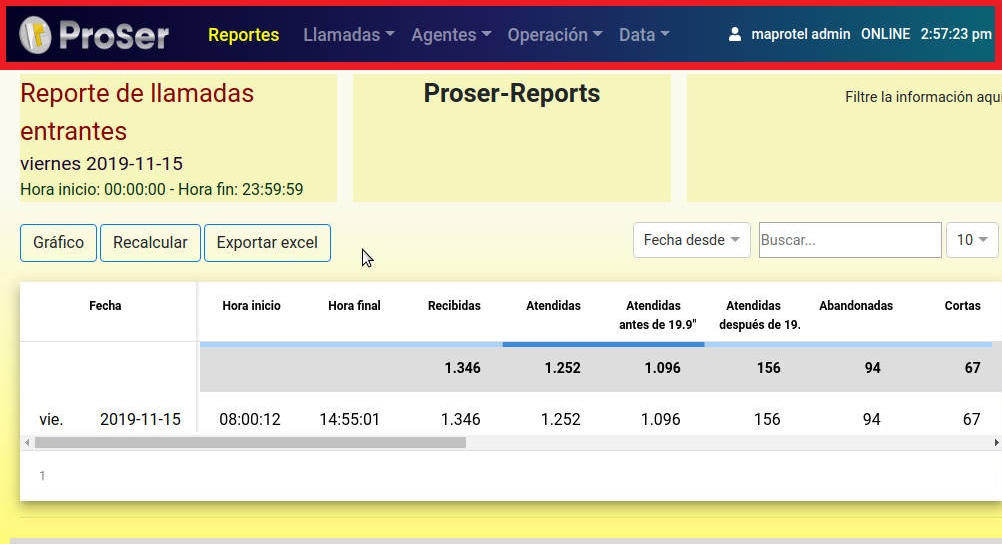 ProSer Reportes Llamadas Agentes Operación Data maprotel admin ONLINE 2:57:23 pm
Reporte de llamadas
entrantes
viernes 2019-11-15
Hora inicio: 00:00:00 - Hora fin: 23:59:59
Proser-Reports
Filtre la información aquí
Gráfico Recalcular Exportar excel Fecha desde Buscar... 10
Fecha Hora inicio Hora final Recibidas Atendidas Atendidas Atendidas Abandonadas Cortas
antes de 19.9" después de 19.
1.346 1.252 1.096 156 94 67
vie. 2019-11-15 08:00:12 14:55:01 1.346 1.252 1.096 156 94 67
1